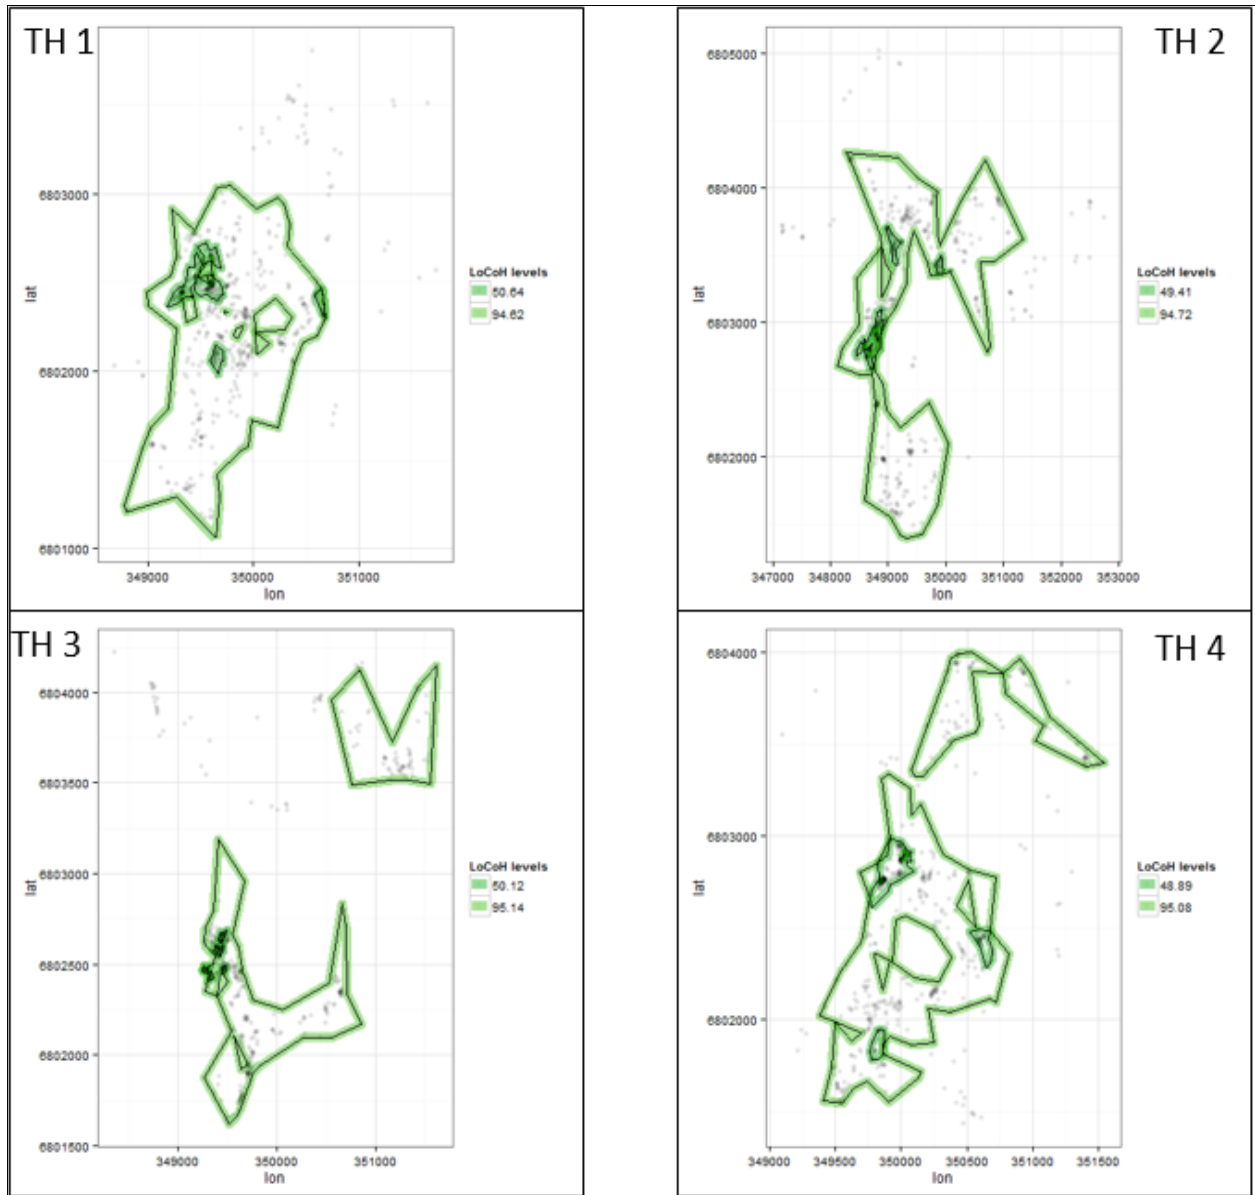 TH 1
6803000
6802000
6801000
349000 350000 351000
lon
lat
LoCoH levels
50.64
94.62
TH 2
6805000
6804000
6803000
6802000
347000 348000 349000 350000 351000 352000 353000
lon
lat
LoCoH levels
49.41
94.72
TH 3
6804000
6803500
6803000
6802500
6802000
6801500
349000 350000 351000
lon
lat
LoCoH levels
50.12
95.14
TH 4
6804000
6803000
6802000
349000 349500 350000 350500 351000 351500
lon
lat
LoCoH levels
48.89
95.08